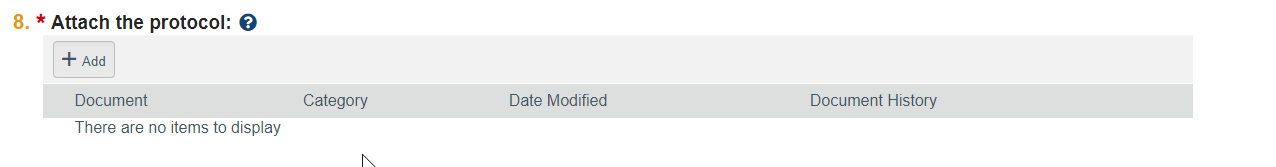 8. * Attach the protocol: ?
+ Add
Document Category Date Modified Document History
There are no items to display